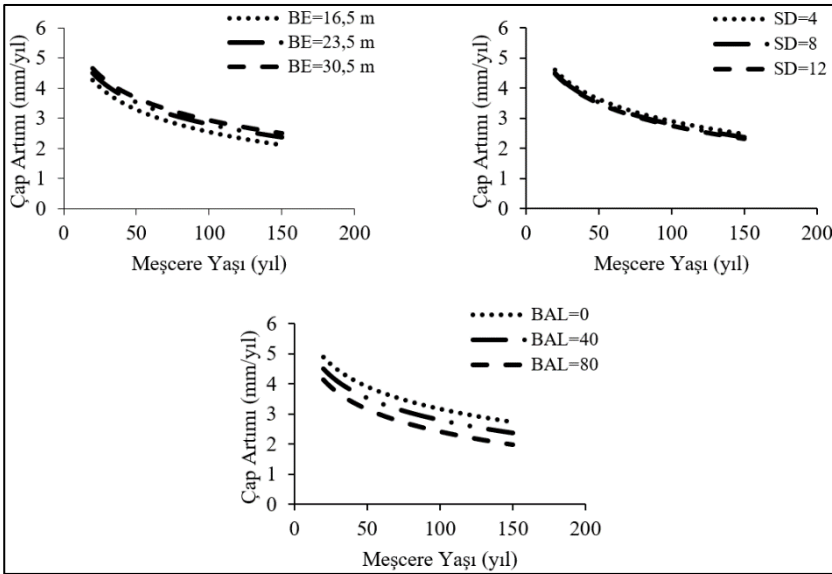 BE=16,5 m
BE=23,5 m
BE=30,5 m
Çap Artımı (mm/yıl)
6
5
4
3
2
1
0
0 50 100 150 200
Meşcere Yaşı (yıl)
SD=4
SD=8
SD=12
Çap Artımı (mm/yıl)
6
5
4
3
2
1
0
0 50 100 150 200
Meşcere Yaşı (yıl)
BAL=0
BAL=40
BAL=80
Çap Artımı (mm/yıl)
6
5
4
3
2
1
0
0 50 100 150 200
Meşcere Yaşı (yıl)